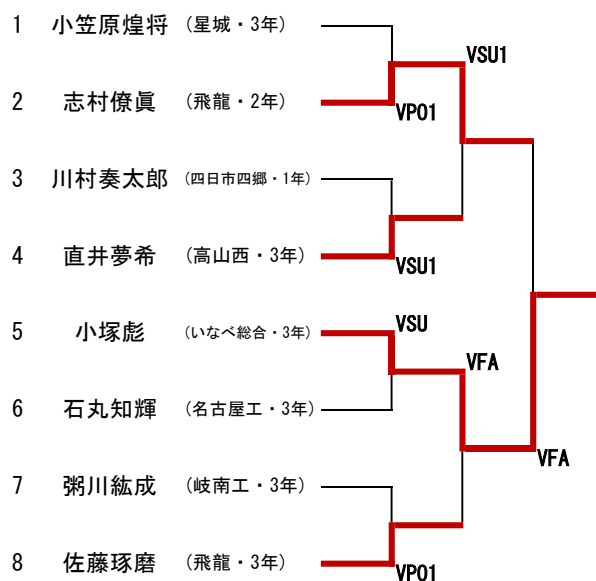 1 小笠原煌将 (星城・3年)
VSU1
2 志村僚眞 (飛龍・2年)
VPO1
3 川村奏太郎 (四日市四郷・1年)
4 直井夢希 (高山西・3年)
VSU1
5 小塚彪 (いなべ総合・3年)
VSU
VFA
6 石丸知輝 (名古屋工・3年)
VFA
7 粥川紘成 (岐南工・3年)
8 佐藤琢磨 (飛龍・3年)
VPO1